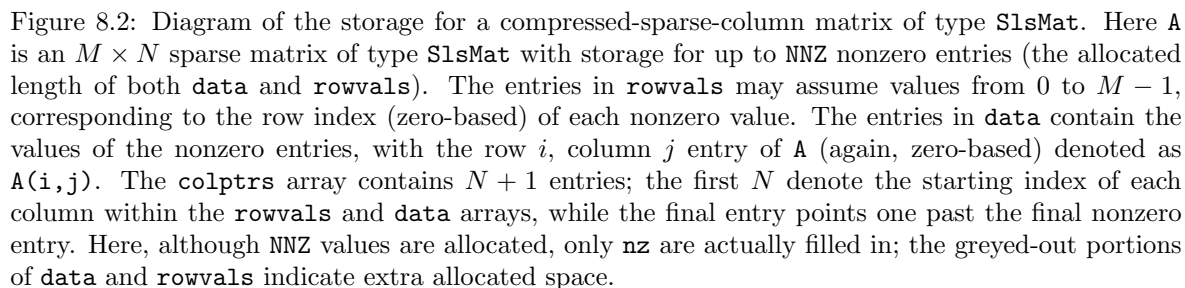 Figure 8.2: Diagram of the storage for a compressed-sparse-column matrix of type SlsMat. Here A
is an M × N sparse matrix of type SlsMat with storage for up to NNZ nonzero entries (the allocated
length of both data and rowvals). The entries in rowvals may assume values from 0 to M − 1,
corresponding to the row index (zero-based) of each nonzero value. The entries in data contain the
values of the nonzero entries, with the row i, column j entry of A (again, zero-based) denoted as
A(i,j). The colptrs array contains N + 1 entries; the first N denote the starting index of each
column within the rowvals and data arrays, while the final entry points one past the final nonzero
entry. Here, although NNZ values are allocated, only nz are actually filled in; the greyed-out portions
of data and rowvals indicate extra allocated space.